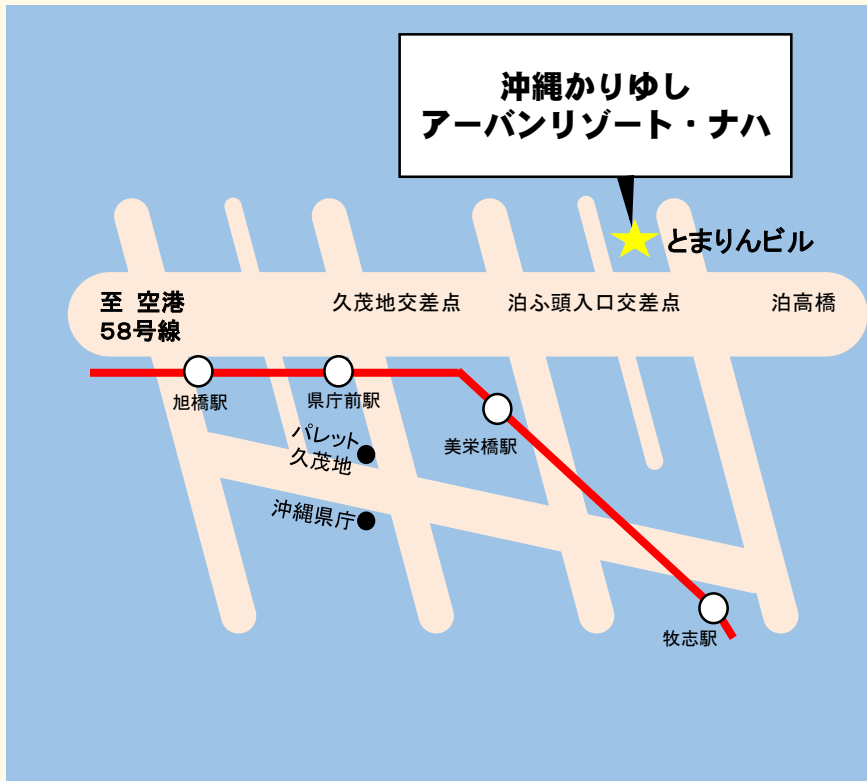 沖縄かりゆし
アーバンリゾート・ナハ
とまりんビル
至 空港
58号線
久茂地交差点
泊ふ頭入口交差点
泊高橋
旭橋駅
県庁前駅
パレット
久茂地
美栄橋駅
沖縄県庁
牧志駅